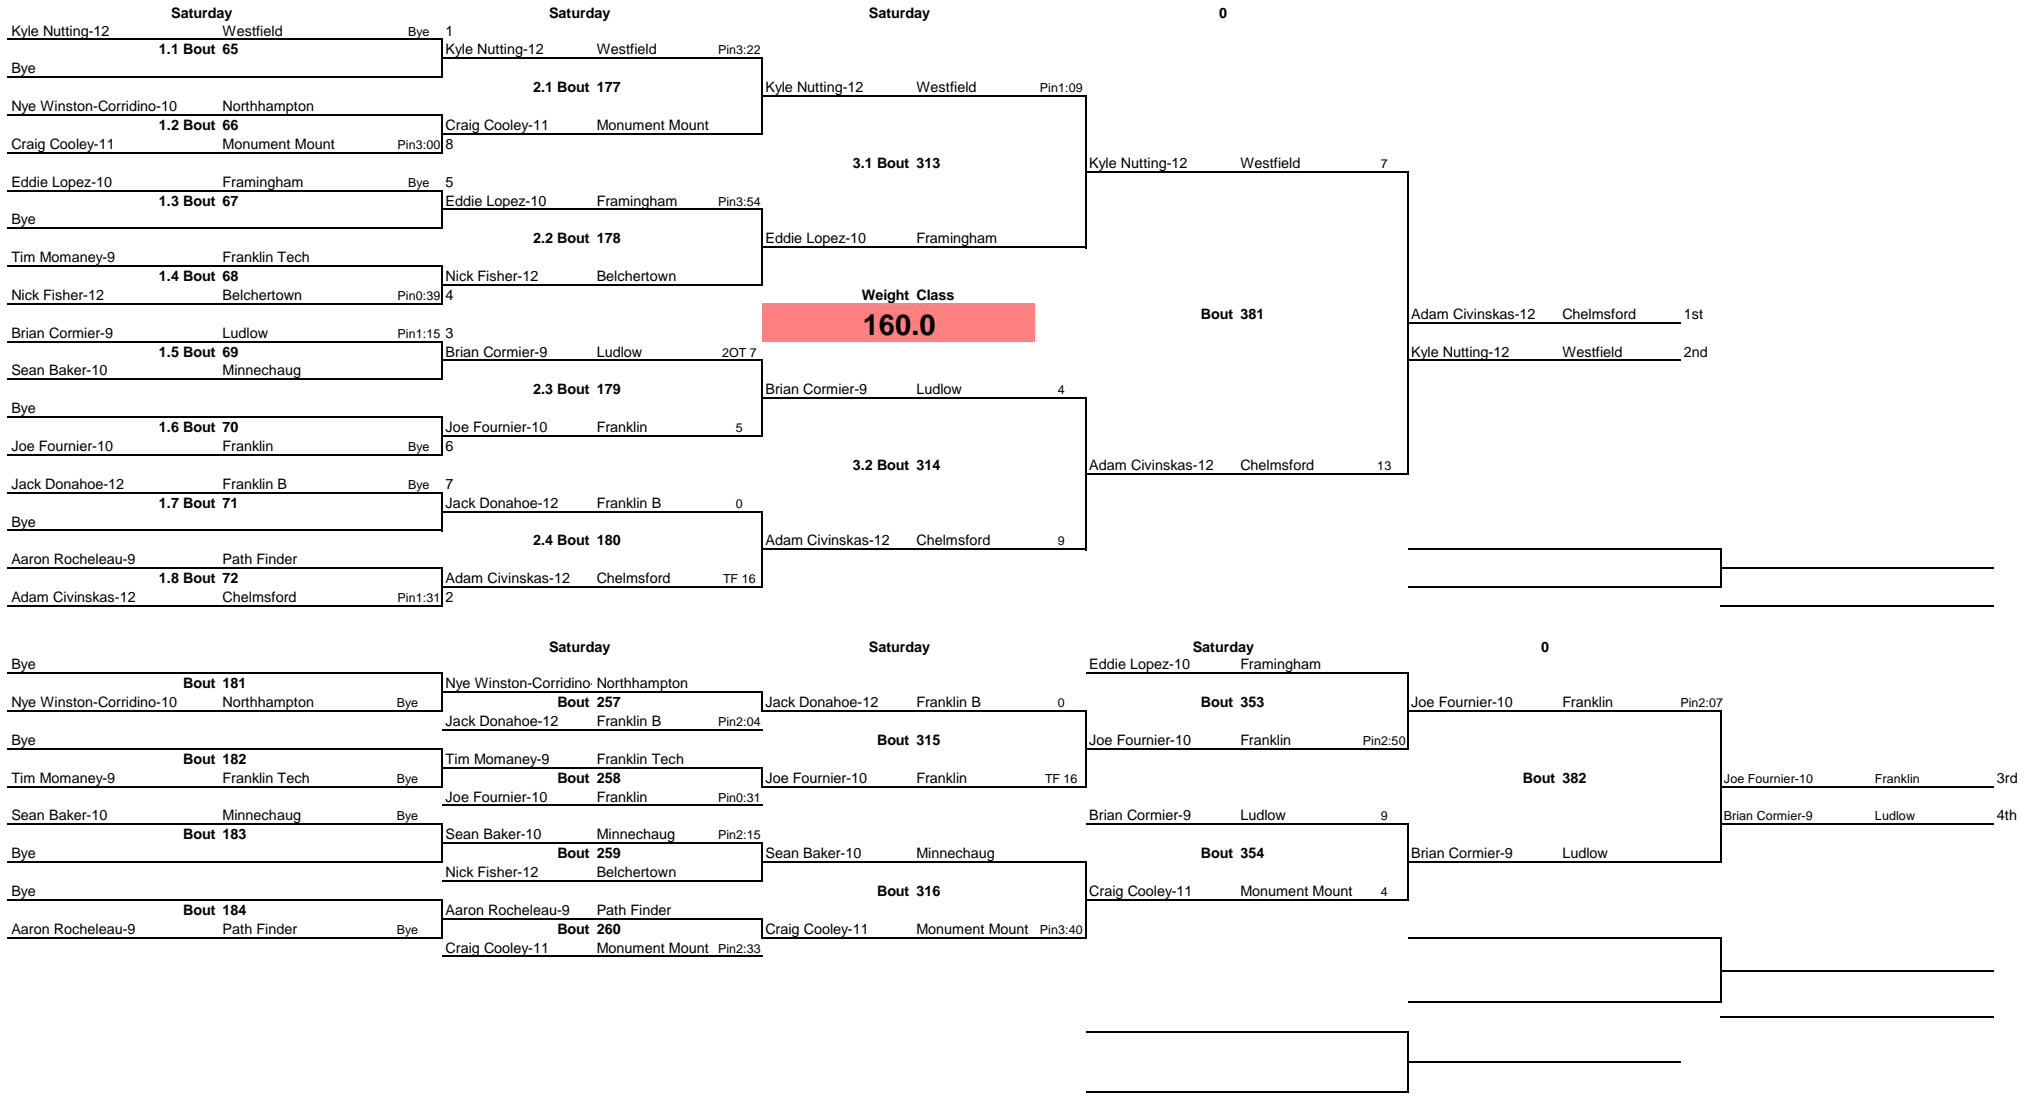 Saturday Saturday Saturday 0
Kyle Nutting-12 Westfield Bye 1
1.1 Bout 65 Kyle Nutting-12 Westfield Pin3:22
Bye
2.1 Bout 177 Kyle Nutting-12 Westfield Pin1:09
Nye Winston-Corridino-10 Northhampton
1.2 Bout 66 Craig Cooley-11 Monument Mount
Craig Cooley-11 Monument Mount Pin3:00 8
3.1 Bout 313 Kyle Nutting-12 Westfield 7
Eddie Lopez-10 Framingham Bye 5
1.3 Bout 67 Eddie Lopez-10 Framingham Pin3:54
Bye
2.2 Bout 178 Eddie Lopez-10 Framingham
Tim Momaney-9 Franklin Tech
1.4 Bout 68 Nick Fisher-12 Belchertown
Nick Fisher-12 Belchertown Pin0:39 4 Weight Class
160.0 Bout 381 Adam Civinskas-12 Chelmsford 1st
Brian Cormier-9 Ludlow Pin1:15 3
1.5 Bout 69 Brian Cormier-9 Ludlow 2OT 7 Kyle Nutting-12 Westfield 2nd
Sean Baker-10 Minnechaug
2.3 Bout 179 Brian Cormier-9 Ludlow 4
Bye
1.6 Bout 70 Joe Fournier-10 Franklin 5
Joe Fournier-10 Franklin Bye 6
3.2 Bout 314 Adam Civinskas-12 Chelmsford 13
Jack Donahoe-12 Franklin B Bye 7
1.7 Bout 71 Jack Donahoe-12 Franklin B 0
Bye
2.4 Bout 180 Adam Civinskas-12 Chelmsford 9
Aaron Rocheleau-9 Path Finder
1.8 Bout 72 Adam Civinskas-12 Chelmsford TF 16
Adam Civinskas-12 Chelmsford Pin1:31 2
Saturday Saturday Saturday 0
Bye Eddie Lopez-10 Framingham
Bout 181 Nye Winston-Corridino- Northhampton
Nye Winston-Corridino-10 Northhampton Bye Bout 257 Jack Donahoe-12 Franklin B 0 Bout 353 Joe Fournier-10 Franklin Pin2:07
Jack Donahoe-12 Franklin B Pin2:04
Bye Bout 315 Joe Fournier-10 Franklin Pin2:50
Bout 182 Tim Momaney-9 Franklin Tech
Tim Momaney-9 Franklin Tech Bye Bout 258 Joe Fournier-10 Franklin TF 16 Bout 382 Joe Fournier-10 Franklin 3rd
Joe Fournier-10 Franklin Pin0:31
Sean Baker-10 Minnechaug Bye Brian Cormier-9 Ludlow 9 Brian Cormier-9 Ludlow 4th
Bout 183 Sean Baker-10 Minnechaug Pin2:15
Bye Bout 259 Sean Baker-10 Minnechaug Bout 354 Brian Cormier-9 Ludlow
Nick Fisher-12 Belchertown
Bye Bout 316 Craig Cooley-11 Monument Mount 4
Bout 184 Aaron Rocheleau-9 Path Finder
Aaron Rocheleau-9 Path Finder Bye Bout 260 Craig Cooley-11 Monument Mount Pin3:40
Craig Cooley-11 Monument Mount Pin2:33